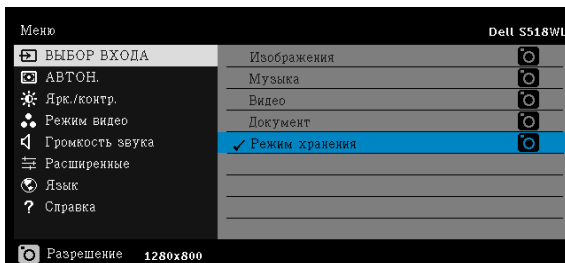 Меню Dell S518WL
ВЫБОР ВХОДА Изображения
АВТОН. Музыка
Ярк./контр. Видео
Режим видео Документ
Громкость звука ✓ Режим хранения
Расширенные
Язык
? Справка
Разрешение 1280x800